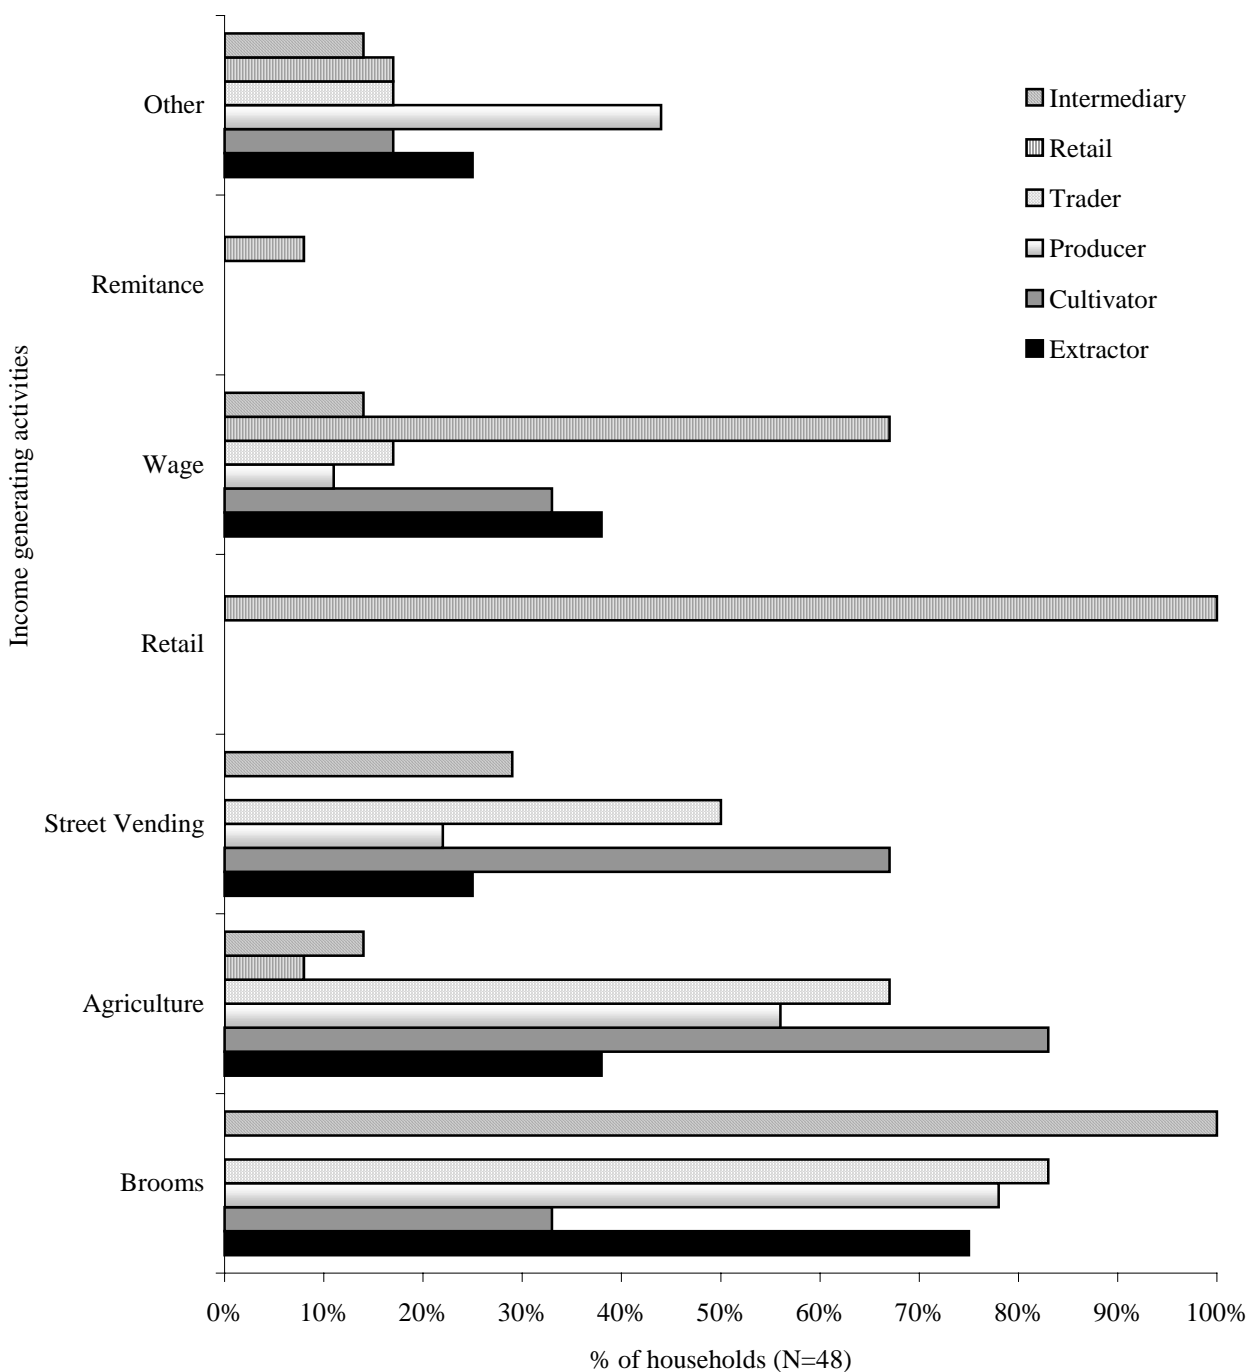 Other
Remitance
Wage
Retail
Street Vending
Agriculture
Brooms
Income generating activities
Intermediary
Retail
Trader
Producer
Cultivator
Extractor
0% 10% 20% 30% 40% 50% 60% 70% 80% 90% 100%
% of households (N=48)